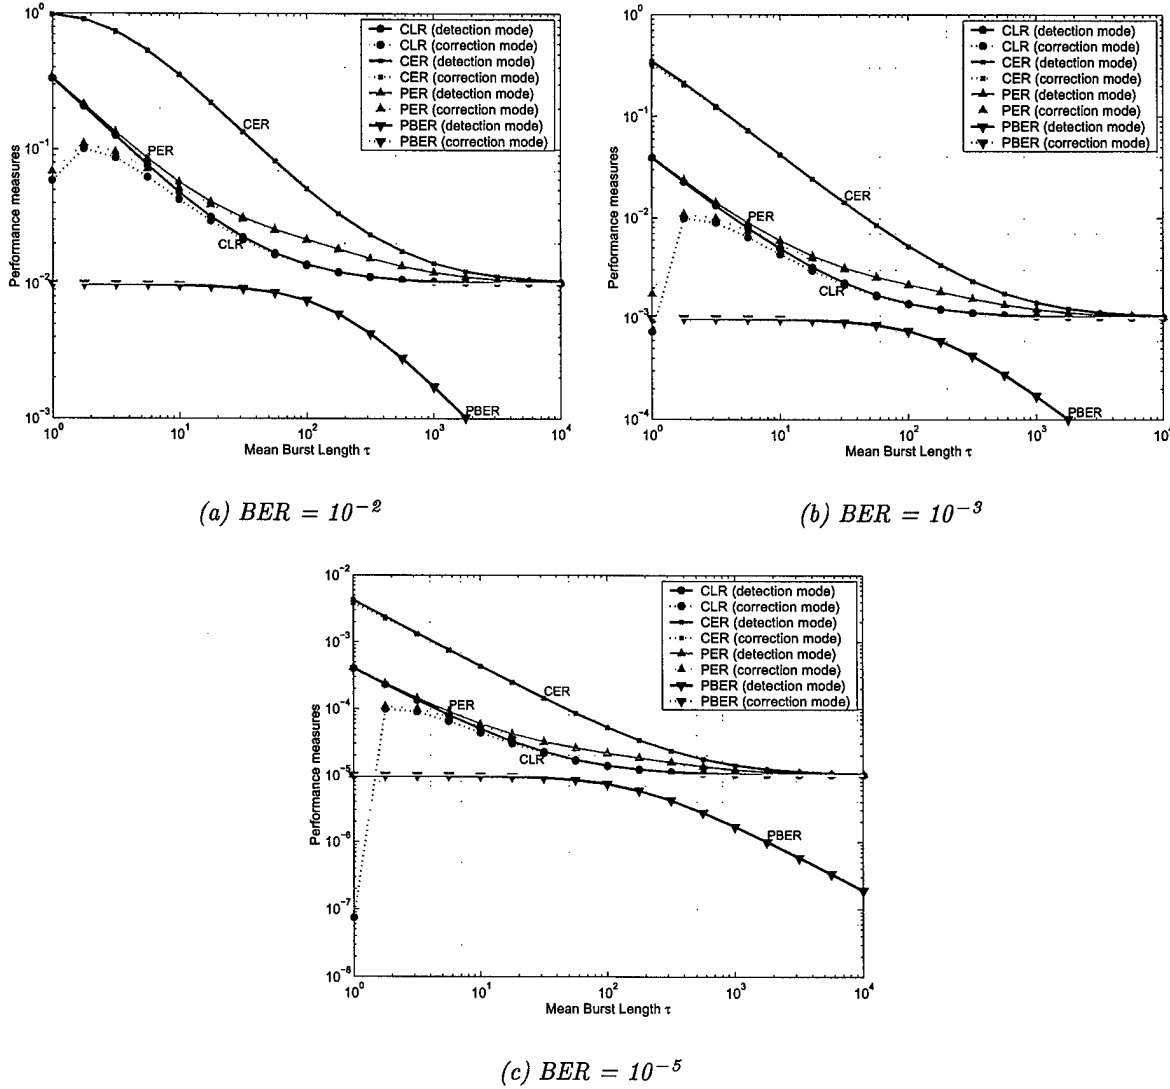 10^0
10^-1
10^-2
10^-3
Performance measures
10^0 10^1 10^2 10^3 10^4
Mean Burst Length τ
CLR (detection mode)
CLR (correction mode)
CER (detection mode)
CER (correction mode)
PER (detection mode)
PER (correction mode)
PBER (detection mode)
PBER (correction mode)
CER
PER
CLR
PBER
(a) BER = 10^-2
10^0
10^-1
10^-2
10^-3
10^-4
Performance measures
10^0 10^1 10^2 10^3 10^4
Mean Burst Length τ
CLR (detection mode)
CLR (correction mode)
CER (detection mode)
CER (correction mode)
PER (detection mode)
PER (correction mode)
PBER (detection mode)
PBER (correction mode)
CER
PER
CLR
PBER
(b) BER = 10^-3
10^-2
10^-3
10^-4
10^-5
10^-6
10^-7
10^-8
Performance measures
10^0 10^1 10^2 10^3 10^4
Mean Burst Length τ
CLR (detection mode)
CLR (correction mode)
CER (detection mode)
CER (correction mode)
PER (detection mode)
PER (correction mode)
PBER (detection mode)
PBER (correction mode)
CER
PER
CLR
PBER
(c) BER = 10^-5